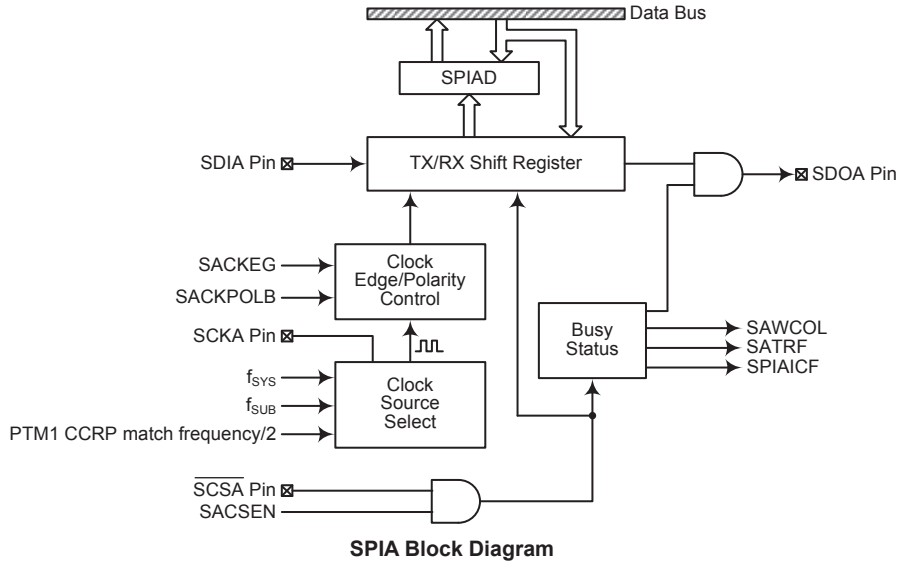 Data Bus
SPIAD
SDIA Pin
TX/RX Shift Register
SDOA Pin
SACKEG
SACKPOLB
Clock
Edge/Polarity
Control
SCKA Pin
Busy
Status
SAWCOL
SATRF
SPIAICF
fSYS
fSUB
PTM1 CCRP match frequency/2
Clock
Source
Select
SCSA Pin
SACSEN
SPIA Block Diagram